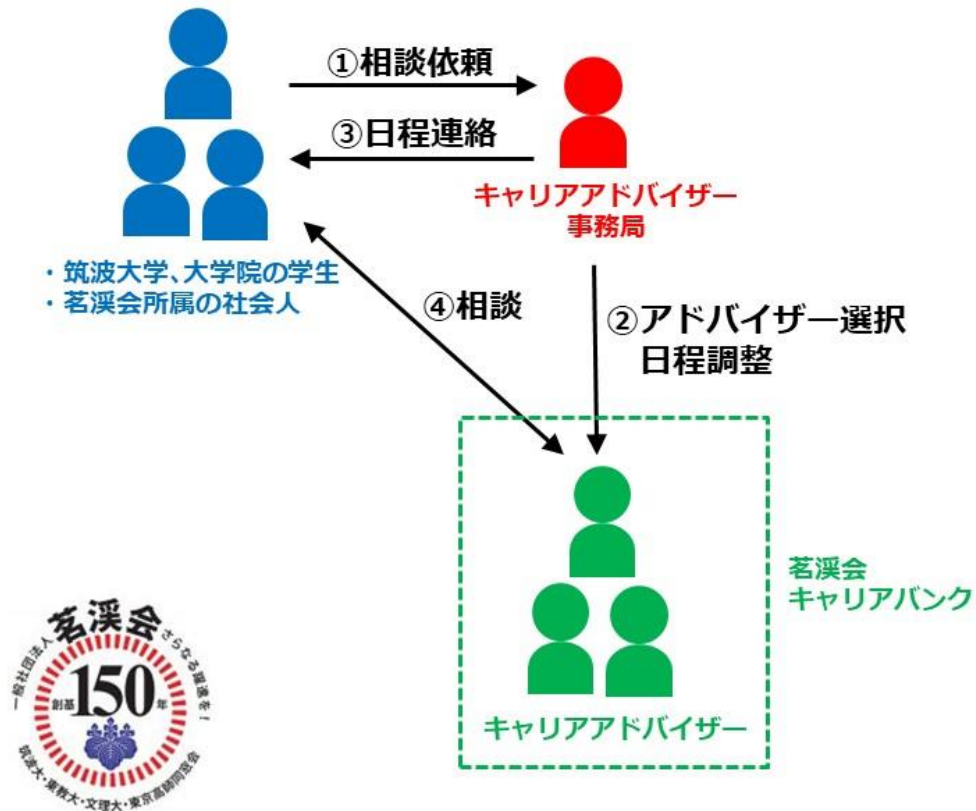 ①相談依頼
③日程連絡
キャリアアドバイザー
事務局
・筑波大学、大学院の学生
・茗溪会所属の社会人
④相談
②アドバイザー選択
日程調整
茗溪会
キャリアバンク
キャリアアドバイザー
一般社団法人 茗溪会 さらなる躍進を!
創基 150 年
筑波大・東教大・文理大・東京高師同窓会